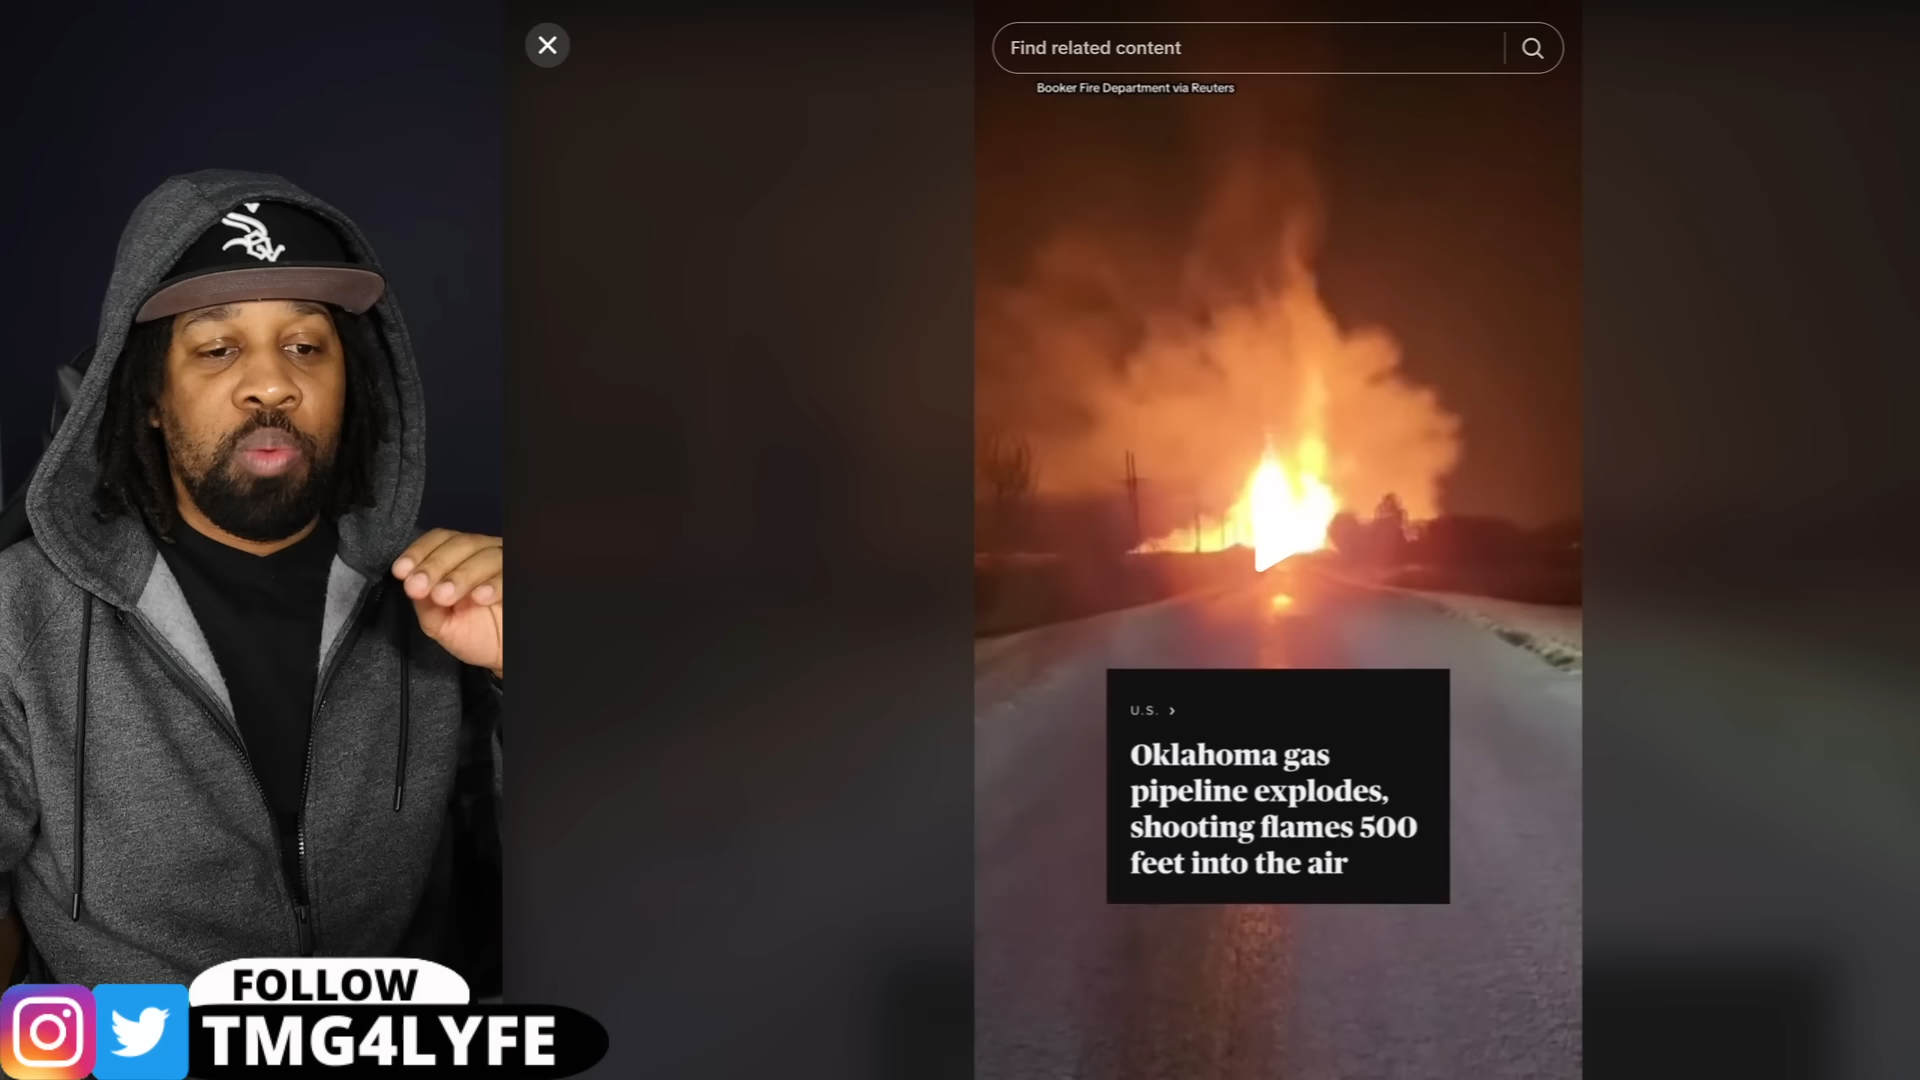 Find related content
Booker Fire Department via Reuters
U.S. >
Oklahoma gas
pipeline explodes,
shooting flames 500
feet into the air
FOLLOW
TMG4LYFE